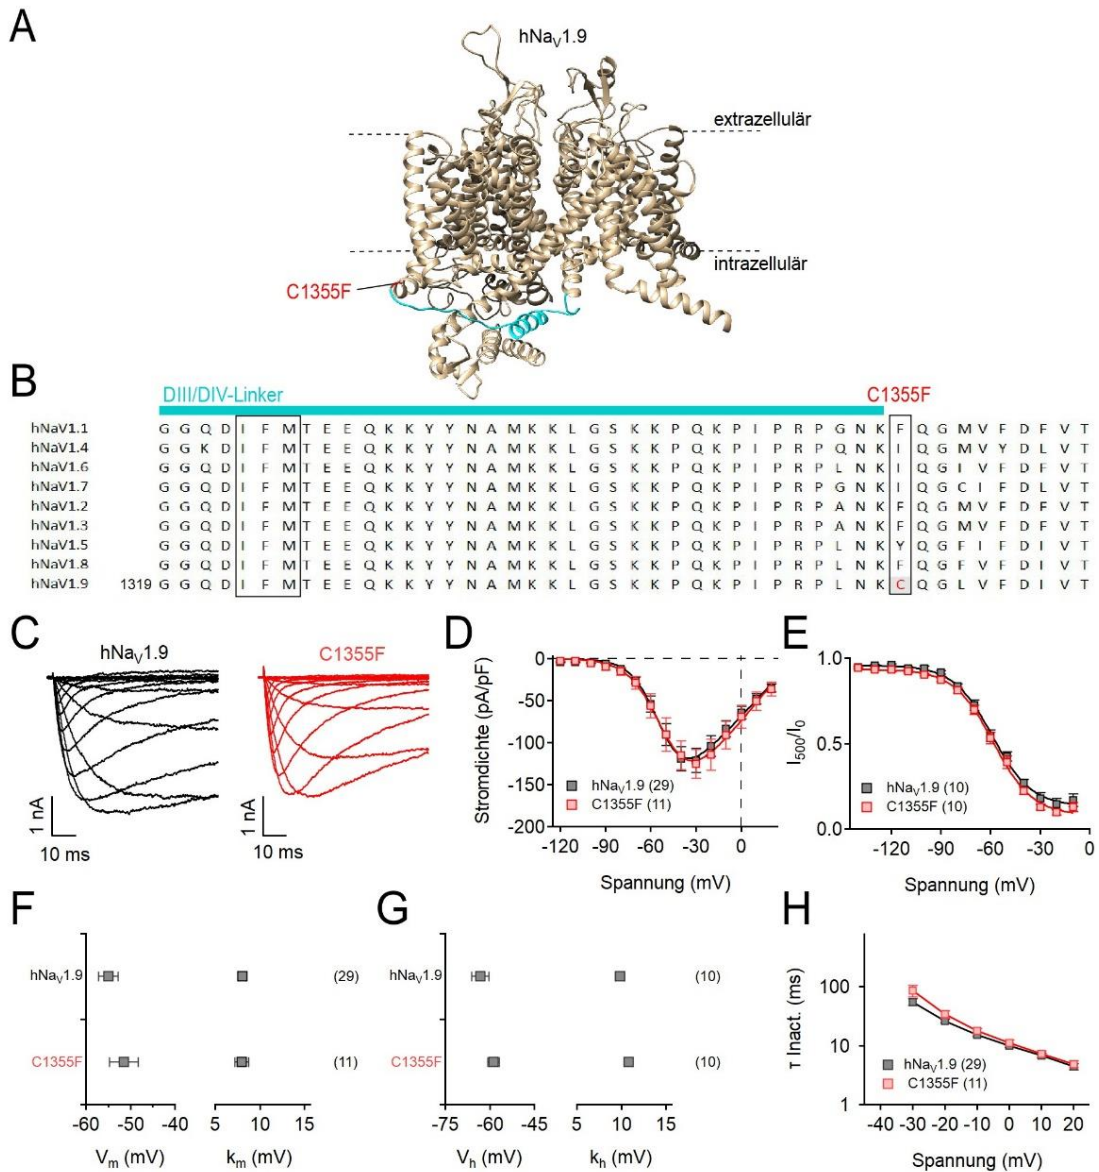 A
hNaV1.9
extrazellulär
intrazellulär
C1355F
B
DIII/DIV-Linker
C1355F
hNaV1.1 G G Q D I F M T E E Q K K Y Y N A M K K L G S K K P Q K P I P R P G N K F Q G M V F D F V T
hNaV1.4 G G K D I F M T E E Q K K Y Y N A M K K L G S K K P Q K P I P R P Q N K I Q G M V Y D L V T
hNaV1.6 G G Q D I F M T E E Q K K Y Y N A M K K L G S K K P Q K P I P R P L N K I Q G I V F D F V T
hNaV1.7 G G Q D I F M T E E Q K K Y Y N A M K K L G S K K P Q K P I P R P G N K I Q G C I F D L V T
hNaV1.2 G G Q D I F M T E E Q K K Y Y N A M K K L G S K K P Q K P I P R P A N K F Q G M V F D F V T
hNaV1.3 G G Q D I F M T E E Q K K Y Y N A M K K L G S K K P Q K P I P R P A N K F Q G M V F D F V T
hNaV1.5 G G Q D I F M T E E Q K K Y Y N A M K K L G S K K P Q K P I P R P L N K Y Q G F I F D I V T
hNaV1.8 G G Q D I F M T E E Q K K Y Y N A M K K L G S K K P Q K P I P R P L N K F Q G F V F D I V T
hNaV1.9 1319 G G Q D I F M T E E Q K K Y Y N A M K K L G S K K P Q K P I P R P L N K C Q G L V F D I V T
C
hNaV1.9
C1355F
1 nA
10 ms
1 nA
10 ms
D
0
-50
-100
-150
-200
Stromdichte (pA/pF)
hNaV1.9 (29)
C1355F (11)
-120 -90 -60 -30 0
Spannung (mV)
E
1.0
0.5
0.0
I5000/I0
hNaV1.9 (10)
C1355F (10)
-120 -90 -60 -30 0
Spannung (mV)
F
hNaV1.9
(29)
C1355F
(11)
-60 -50 -40
5 10 15
Vm (mV)
km (mV)
G
hNaV1.9
(10)
C1355F
(10)
-75 -60 -45
5 10 15
Vh (mV)
kh (mV)
H
100
10
1
τ Inact. (ms)
hNaV1.9 (29)
C1355F (11)
-40 -30 -20 -10 0 10 20
Spannung (mV)